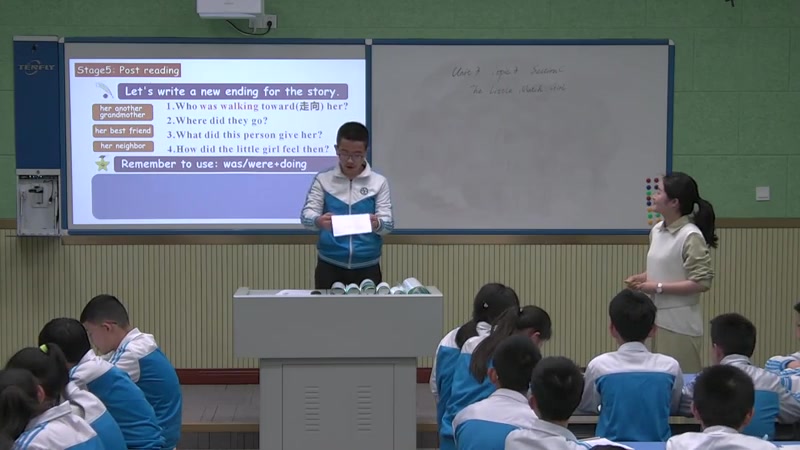 Stage5: Post reading
Let's write a new ending for the story.
her another
grandmother
her best friend
her neighbor
1.Who was walking toward(走向) her?
2.Where did they go?
3.What did this person give her?
4.How did the little girl feel then?
Remember to use: was/were+doing